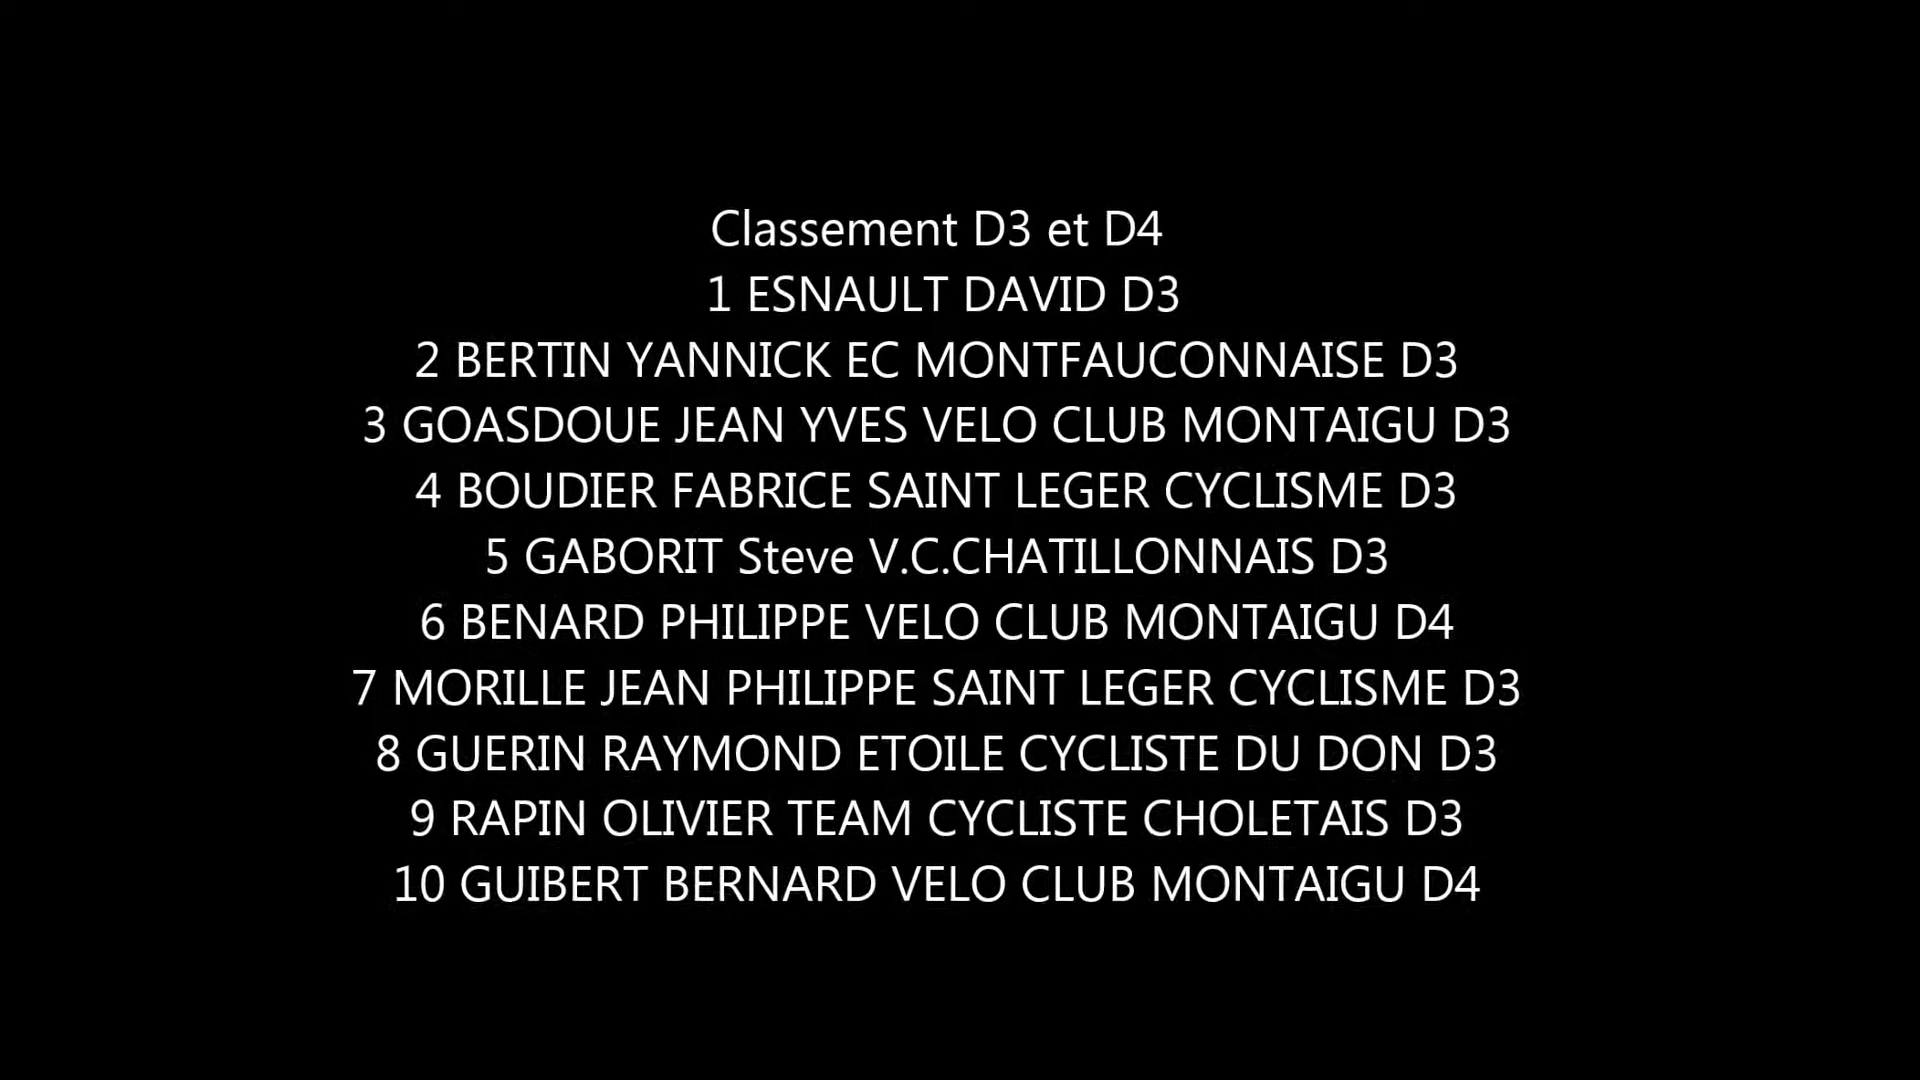 Classement D3 et D4
1 ESNAULT DAVID D3
2 BERTIN YANNICK EC MONTFAUCONNAISE D3
3 GOASDOUE JEAN YVES VELO CLUB MONTAIGU D3
4 BOUDIER FABRICE SAINT LEGER CYCLISME D3
5 GABORIT Steve V.C.CHATILLONNAIS D3
6 BENARD PHILIPPE VELO CLUB MONTAIGU D4
7 MORILLE JEAN PHILIPPE SAINT LEGER CYCLISME D3
8 GUERIN RAYMOND ETOILE CYCLISTE DU DON D3
9 RAPIN OLIVIER TEAM CYCLISTE CHOLETAIS D3
10 GUIBERT BERNARD VELO CLUB MONTAIGU D4